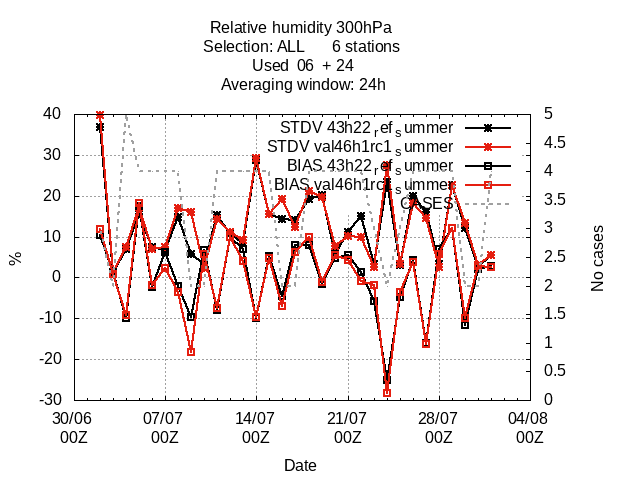 Relative humidity 300hPa
Selection: ALL 6 stations
Used 06 + 24
Averaging window: 24h
STDV 43h22_ref_summer
STDV val46h1rc1_summer
BIAS 43h22_ref_summer
BIAS val46h1rc1_summer
CASES
40
30
20
10
0
-10
-20
-30
%
5
4.5
4
3.5
3
2.5
2
1.5
1
0.5
0
No cases
30/06 07/07 14/07 21/07 28/07 04/08
00Z 00Z 00Z 00Z 00Z 00Z
Date